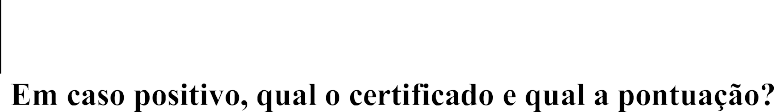 Em caso positivo, qual o certificado e qual a pontuação?